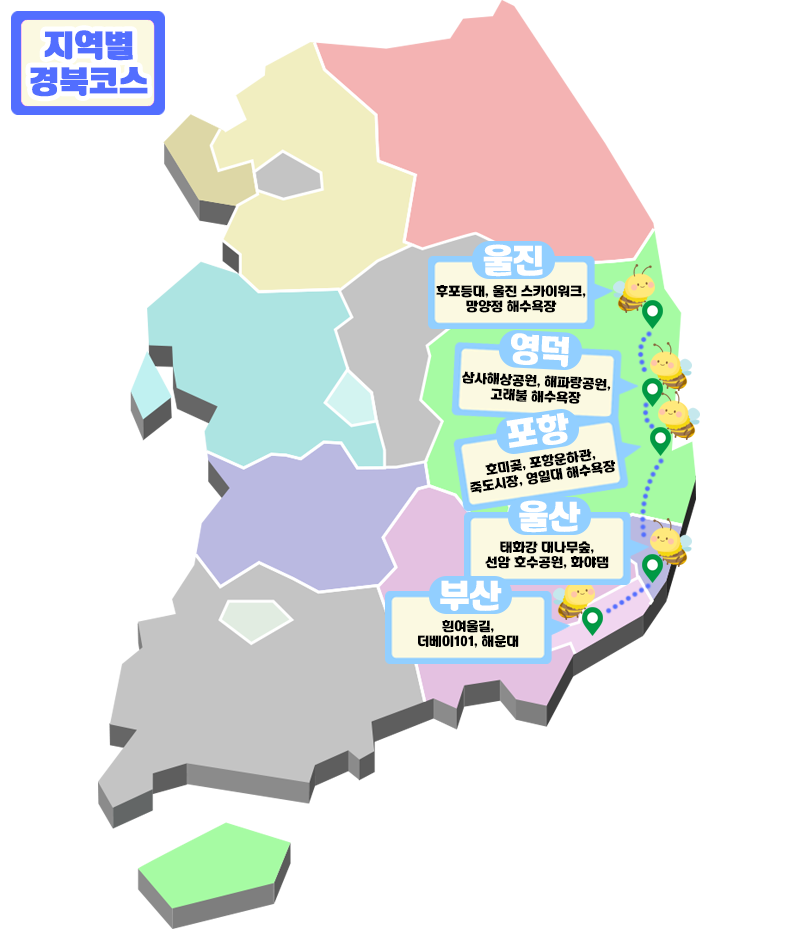 지역별
경북코스
울진
후포등대, 울진 스카이워크,
망양정 해수욕장
영덕
삼사해상공원, 해파랑공원,
고래불 해수욕장
포항
호미곶, 포항운하관,
죽도시장, 영일대 해수욕장
울산
태화강 대나무숲,
선암 호수공원, 화야댐
부산
흰여울길,
더베이101, 해운대